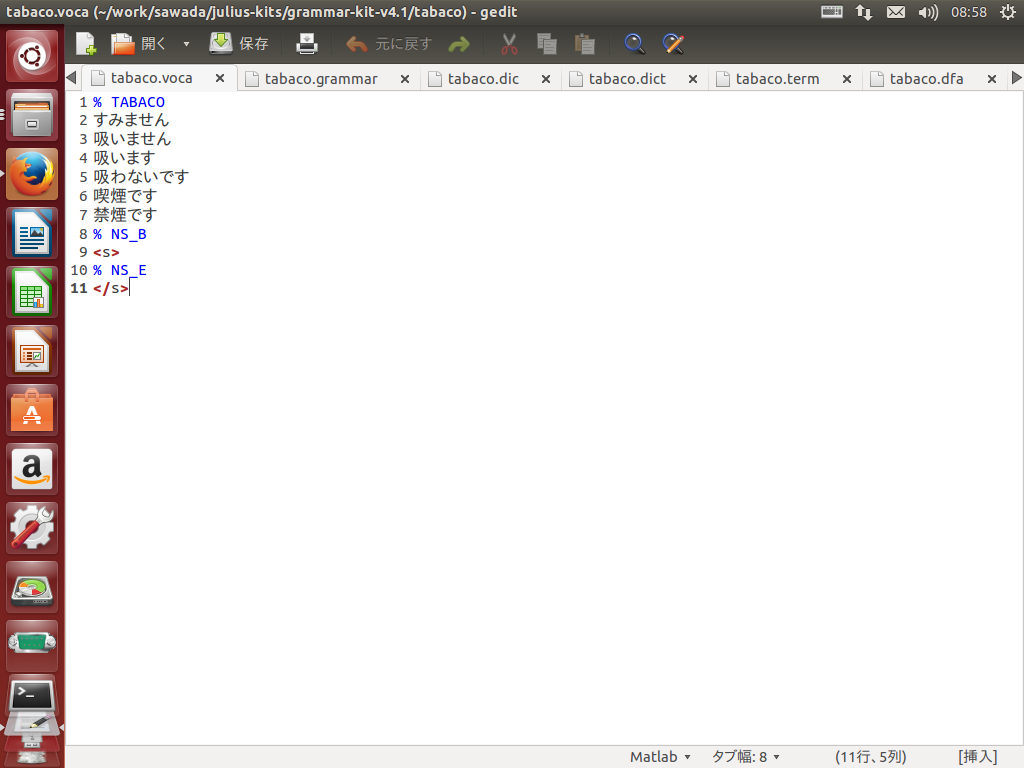 tabaco.voca (~/work/sawada/julius-kits/grammar-kit-v4.1/tabaco) - gedit
08:58
開く 保存 元に戻す
tabaco.voca tabaco.grammar tabaco.dic tabaco.dict tabaco.term tabaco.dfa
1 % TABACO
2 すみません
3 吸いません
4 吸います
5 吸わないです
6 喫煙です
7 禁煙です
8 % NS_B
9 <s>
10 % NS_E
11 </s>
Matlab タブ幅: 8 (11行、5列) [挿入]